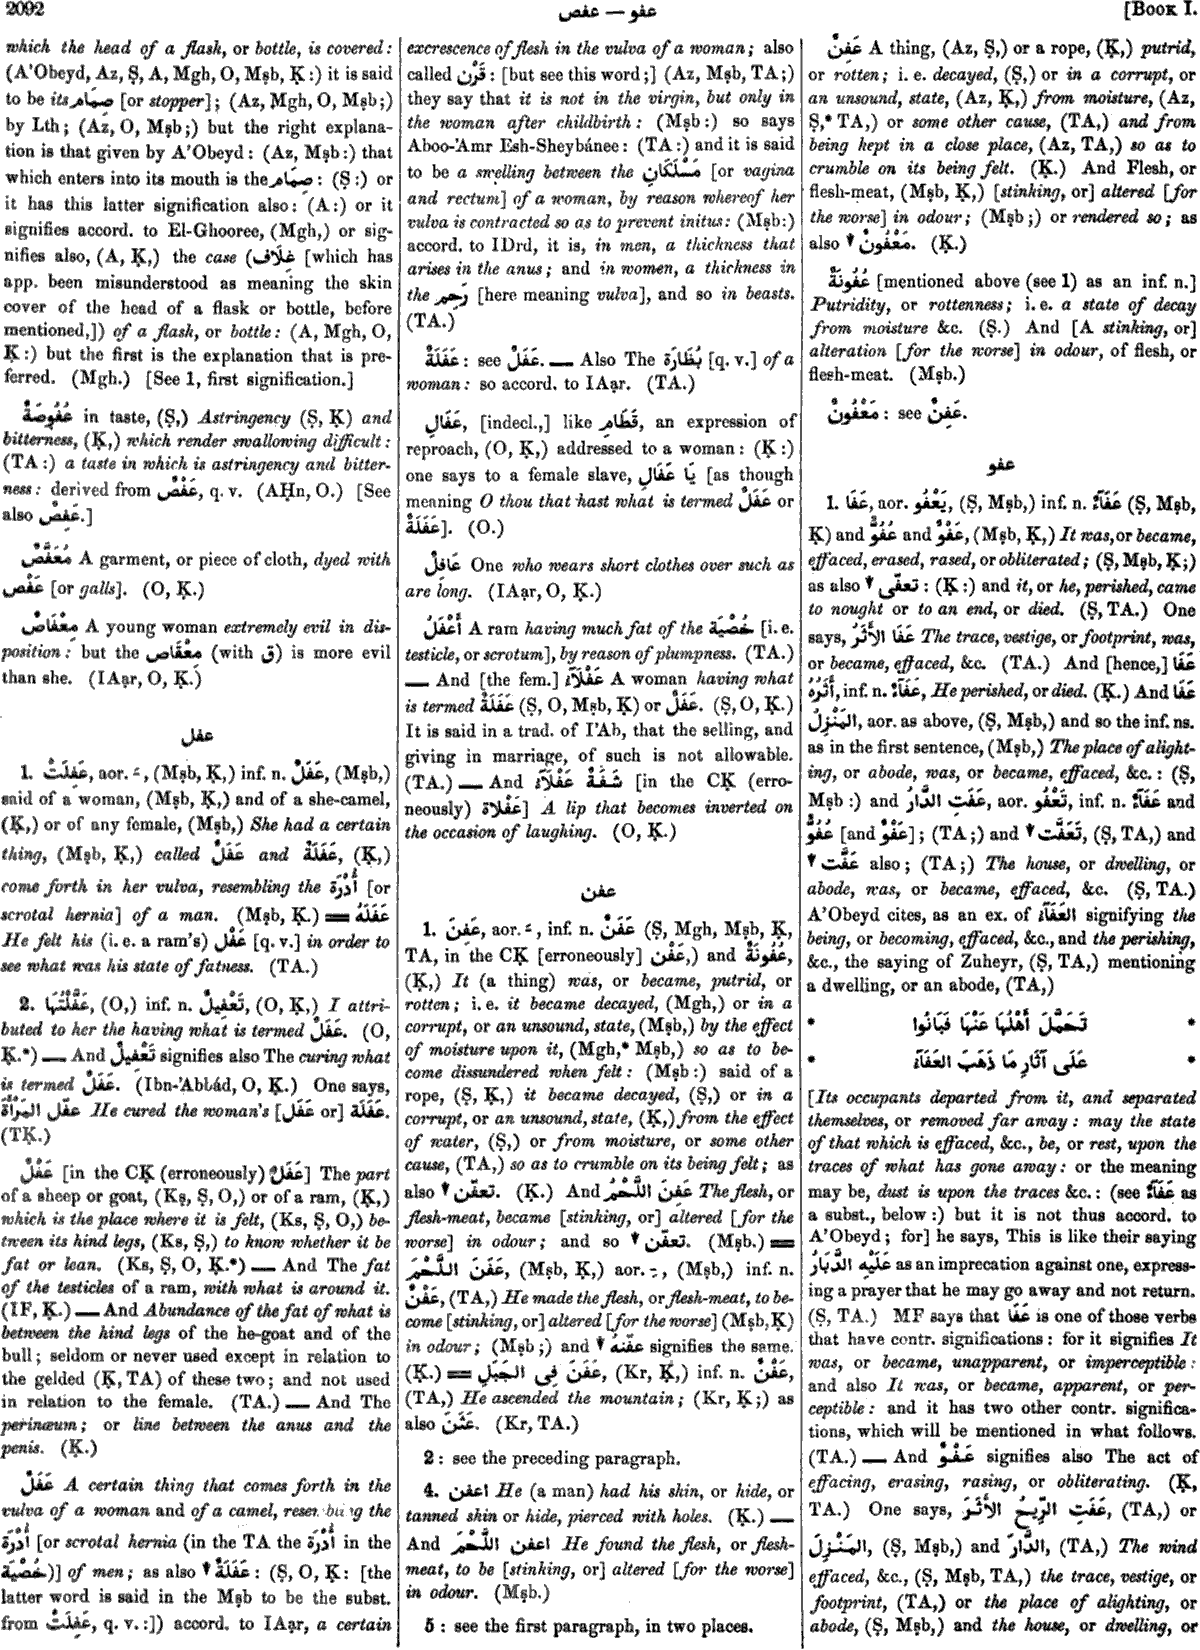 2092
عفو — عفص
[BOOK I.
which the head of a flask, or bottle, is covered:
(A'Obeyd, Az, Ṣ, A, Mgh, O, Mṣb, Ḳ:) it is said
to be its صِمَام [or stopper]; (Az, Mgh, O, Mṣb;)
by Lth; (Az, O, Mṣb;) but the right explana-
tion is that given by A'Obeyd: (Az, Mṣb:) that
which enters into its mouth is the صِمَام: (Ṣ:) or
it has this latter signification also: (A:) or it
signifies accord. to El-Ghooree, (Mgh,) or sig-
nifies also, (A, Ḳ,) the case (غِلَاف [which has
app. been misunderstood as meaning the skin
cover of the head of a flask or bottle, before
mentioned,]) of a flask, or bottle: (A, Mgh, O,
Ḳ:) but the first is the explanation that is pre-
ferred. (Mgh.) [See 1, first signification.]
عُفُوصَةٌ in taste, (Ṣ,) Astringency (Ṣ, Ḳ) and
bitterness, (Ḳ,) which render swallowing difficult:
(TA:) a taste in which is astringency and bitter-
ness: derived from عَفْصٌ, q. v. (AḤn, O.) [See
also عَفِصٌ.]
مُعَفَّصٌ A garment, or piece of cloth, dyed with
عَفْص [or galls]. (O, Ḳ.)
مِعْفَاصٌ A young woman extremely evil in dis-
position: but the مِعْقَاص (with ق) is more evil
than she. (IAạr, O, Ḳ.)
عفل
1. عَفِلَتْ, aor. ـَ, (Mṣb, Ḳ,) inf. n. عَفَلٌ, (Mṣb,)
said of a woman, (Mṣb, Ḳ,) and of a she-camel,
(Ḳ,) or of any female, (Mṣb,) She had a certain
thing, (Mṣb, Ḳ,) called عَفَلٌ and عَفَلَةٌ, (Ḳ,)
come forth in her vulva, resembling the أُدْرَة [or
scrotal hernia] of a man. (Mṣb, Ḳ.) ═ عَفَلَهُ
He felt his (i. e. a ram's) عَفْل [q. v.] in order to
see what was his state of fatness. (TA.)
2. عَفَّلْتُهَا, (O,) inf. n. تَعْفِيلٌ, (O, Ḳ,) I attri-
buted to her the having what is termed عَفَلٌ. (O,
Ḳ.*) — And تَعْفِيلٌ signifies also The curing what
is termed عَفَلٌ. (Ibn-'Abbád, O, Ḳ.) One says,
عفّل المَرْأَةَ He cured the woman's [عَفَل or] عَفَلَة.
(TḲ.)
عَفْلٌ [in the CḲ (erroneously) عَفَلٌ] The part
of a sheep or goat, (Kṣ, Ṣ, O,) or of a ram, (Ḳ,)
which is the place where it is felt, (Ks, Ṣ, O,) be-
tween its hind legs, (Ks, Ṣ,) to know whether it be
fat or lean. (Ks, Ṣ, O, Ḳ.*) — And The fat
of the testicles of a ram, with what is around it.
(IF, Ḳ.) — And Abundance of the fat of what is
between the hind legs of the he-goat and of the
bull; seldom or never used except in relation to
the gelded (Ḳ, TA) of these two; and not used
in relation to the female. (TA.) — And The
perinæum; or line between the anus and the
penis. (Ḳ.)
عَفَلٌ A certain thing that comes forth in the
vulva of a woman and of a camel, resembling the
أُدْرَة [or scrotal hernia (in the TA the أُدْرَة in the
خُصْيَة)] of men; as also ▾ عَفَلَةٌ: (Ṣ, O, Ḳ: [the
latter word is said in the Mṣb to be the subst.
from عَفِلَتْ, q. v.:]) accord. to IAạr, a certain
excrescence of flesh in the vulva of a woman; also
called قَرْن: [but see this word;] (Az, Mṣb, TA;)
they say that it is not in the virgin, but only in
the woman after childbirth: (Mṣb:) so says
Aboo-'Amr Esh-Sheybánee: (TA:) and it is said
to be a swelling between the مَسْلَكَانِ [or vagina
and rectum] of a woman, by reason whereof her
vulva is contracted so as to prevent initus: (Mṣb:)
accord. to IDrd, it is, in men, a thickness that
arises in the anus; and in women, a thickness in
the رَحِم [here meaning vulva], and so in beasts.
(TA.)
عَفَلَةٌ: see عَفَلٌ. — Also The بُظَارَة [q. v.] of a
woman: so accord. to IAạr. (TA.)
عَفَالِ, [indecl.,] like قَطَامِ, an expression of
reproach, (O, Ḳ,) addressed to a woman: (Ḳ:)
one says to a female slave, يَا عَفَالِ [as though
meaning O thou that hast what is termed عَفَلٌ or
عَفَلَةٌ]. (O.)
عَافِلٌ One who wears short clothes over such as
are long. (IAạr, O, Ḳ.)
أَعْفَلُ A ram having much fat of the خُصْيَة [i. e.
testicle, or scrotum], by reason of plumpness. (TA.)
— And [the fem.] عَفْلَآءُ A woman having what
is termed عَفَلَةٌ (Ṣ, O, Mṣb, Ḳ) or عَفَلٌ. (Ṣ, O, Ḳ.)
It is said in a trad. of I'Ab, that the selling, and
giving in marriage, of such is not allowable.
(TA.) — And شَفَةٌ عَفْلَآءُ [in the CḲ (erro-
neously) عَفْلَاة] A lip that becomes inverted on
the occasion of laughing. (O, Ḳ.)
عفن
1. عَفِنَ, aor. ـَ, inf. n. عَفَنٌ (Ṣ, Mgh, Mṣb, Ḳ,
TA, in the CḲ [erroneously] عَفْنٌ,) and عُفُونَةٌ,
(Ḳ,) It (a thing) was, or became, putrid, or
rotten; i. e. it became decayed, (Mgh,) or in a
corrupt, or an unsound, state, (Mṣb,) by the effect
of moisture upon it, (Mgh,* Mṣb,) so as to be-
come dissundered when felt: (Mṣb:) said of a
rope, (Ṣ, Ḳ,) it became decayed, (Ṣ,) or in a
corrupt, or an unsound, state, (Ḳ,) from the effect
of water, (Ṣ,) or from moisture, or some other
cause, (TA,) so as to crumble on its being felt; as
also ▾ تعفّن. (Ḳ.) And عَفِنَ اللَّحْمُ The flesh, or
flesh-meat, became [stinking, or] altered [for the
worse] in odour; and so ▾ تعفّن. (Mṣb.) ═
عَفَنَ اللَّحْمَ, (Mṣb, Ḳ,) aor. ـِ, (Mṣb,) inf. n.
عَفْنٌ, (TA,) He made the flesh, or flesh-meat, to be-
come [stinking, or] altered [for the worse] (Mṣb, Ḳ)
in odour; (Mṣb;) and ▾ عفّنهُ signifies the same.
(Ḳ.) ═ عَفَنَ فِى الجَبَلِ, (Kr, Ḳ,) inf. n. عَفْنٌ,
(TA,) He ascended the mountain; (Kr, Ḳ;) as
also عَثَنَ. (Kr, TA.)
2: see the preceding paragraph.
4. اعفن He (a man) had his skin, or hide, or
tanned skin or hide, pierced with holes. (Ḳ.) —
And اعفن اللَّحْمَ He found the flesh, or flesh-
meat, to be [stinking, or] altered [for the worse]
in odour. (Mṣb.)
5: see the first paragraph, in two places.
عَفِنٌ A thing, (Az, Ṣ,) or a rope, (Ḳ,) putrid,
or rotten; i. e. decayed, (Ṣ,) or in a corrupt, or
an unsound, state, (Az, Ḳ,) from moisture, (Az,
Ṣ,* TA,) or some other cause, (TA,) and from
being kept in a close place, (Az, TA,) so as to
crumble on its being felt. (Ḳ.) And Flesh, or
flesh-meat, (Mṣb, Ḳ,) [stinking, or] altered [for
the worse] in odour; (Mṣb;) or rendered so; as
also ▾ مَعْفُونٌ. (Ḳ.)
عُفُونَةٌ [mentioned above (see 1) as an inf. n.]
Putridity, or rottenness; i. e. a state of decay
from moisture &c. (Ṣ.) And [A stinking, or]
alteration [for the worse] in odour, of flesh, or
flesh-meat. (Mṣb.)
مَعْفُونٌ: see عَفِنٌ.
عفو
1. عَفَا, aor. يَعْفُو, (Ṣ, Mṣb,) inf. n. عَفَآءٌ (Ṣ, Mṣb,
Ḳ) and عُفُوٌّ and عَفْوٌ, (Mṣb, Ḳ,) It was, or became,
effaced, erased, rased, or obliterated; (Ṣ, Mṣb, Ḳ;)
as also ▾ تعفّى: (Ḳ:) and it, or he, perished, came
to nought or to an end, or died. (Ṣ, TA.) One
says, عَفَا الأَثَرُ The trace, vestige, or footprint, was,
or became, effaced, &c. (TA.) And [hence,] عَفَا
أَثَرُهُ, inf. n. عَفَآءٌ, He perished, or died. (Ḳ.) And عَفَا
المَنْزِلُ, aor. as above, (Ṣ, Mṣb,) and so the inf. ns.
as in the first sentence, (Mṣb,) The place of alight-
ing, or abode, was, or became, effaced, &c.: (Ṣ,
Mṣb:) and عَفَتِ الدَّارُ, aor. تَعْفُو, inf. n. عَفَآءٌ and
عُفُوٌّ [and عَفْوٌ]; (TA;) and ▾ تَعَفَّت, (Ṣ, TA,) and
▾ عَفَّت also; (TA;) The house, or dwelling, or
abode, was, or became, effaced, &c. (Ṣ, TA.)
A'Obeyd cites, as an ex. of العَفَآءُ signifying the
being, or becoming, effaced, &c., and the perishing,
&c., the saying of Zuheyr, (Ṣ, TA,) mentioning
a dwelling, or an abode, (TA,)
* تَحَمَّلَ أَهْلُهَا عَنْهَا فَبَانُوا *
* عَلَى آثَارِ مَا ذَهَبَ العَفَآءُ *
[Its occupants departed from it, and separated
themselves, or removed far away: may the state
of that which is effaced, &c., be, or rest, upon the
traces of what has gone away: or the meaning
may be, dust is upon the traces &c.: (see عَفَآءٌ as
a subst., below:) but it is not thus accord. to
A'Obeyd; for] he says, This is like their saying
عَلَيْهِ الدَّبَارُ as an imprecation against one, express-
ing a prayer that he may go away and not return.
(Ṣ, TA.) MF says that عَفَا is one of those verbs
that have contr. significations: for it signifies It
was, or became, unapparent, or imperceptible:
and also It was, or became, apparent, or per-
ceptible: and it has two other contr. significa-
tions, which will be mentioned in what follows.
(TA.) — And عَفْوٌ signifies also The act of
effacing, erasing, rasing, or obliterating. (Ḳ,
TA.) One says, عَفَتِ الرِّيحُ الأَثَرَ, (TA,) or
المَنْزِلَ, (Ṣ, Mṣb,) and الدَّارَ, (TA,) The wind
effaced, &c., (Ṣ, Mṣb, TA,) the trace, vestige, or
footprint, (TA,) or the place of alighting, or
abode, (Ṣ, Mṣb,) and the house, or dwelling, or